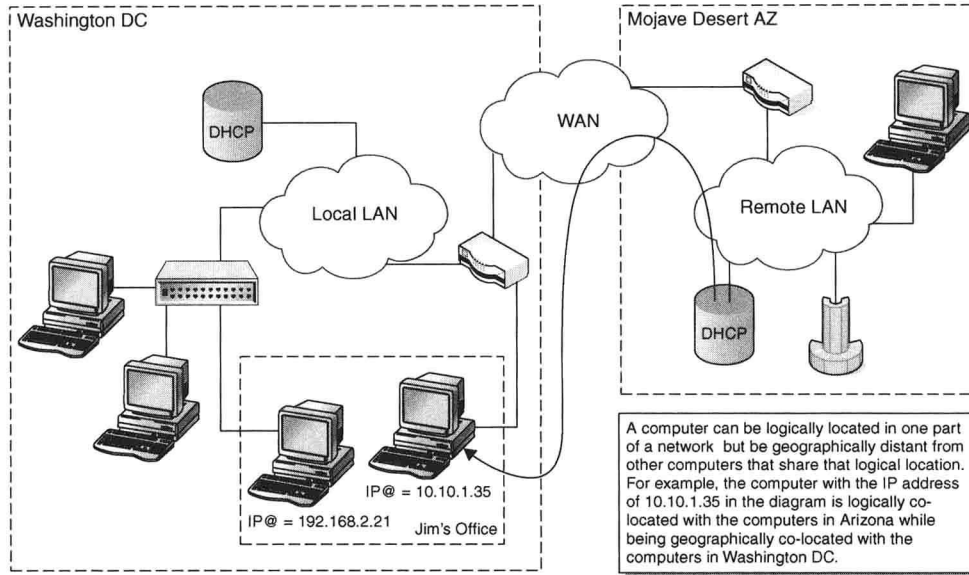 Washington DC
Mojave Desert AZ
DHCP
WAN
Local LAN
Remote LAN
DHCP
IP@ = 10.10.1.35
IP@ = 192.168.2.21
Jim's Office
A computer can be logically located in one part
of a network but be geographically distant from
other computers that share that logical location.
For example, the computer with the IP address
of 10.10.1.35 in the diagram is logically co-
located with the computers in Arizona while
being geographically co-located with the
computers in Washington DC.